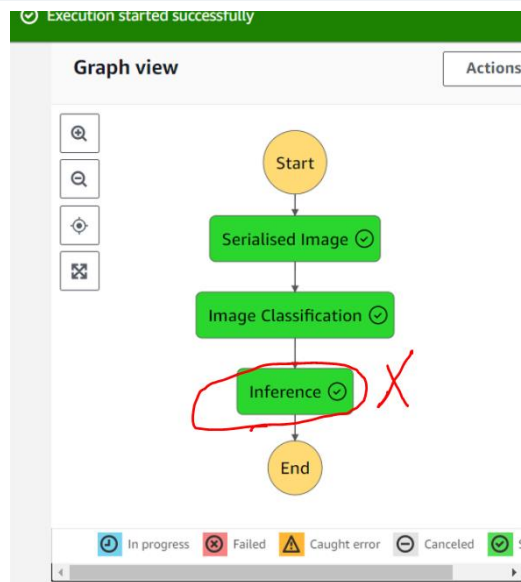 Execution started successfully
Graph view
Actions
Start
Serialised Image
Image Classification
Inference
X
End
In progress
Failed
Caught error
Canceled